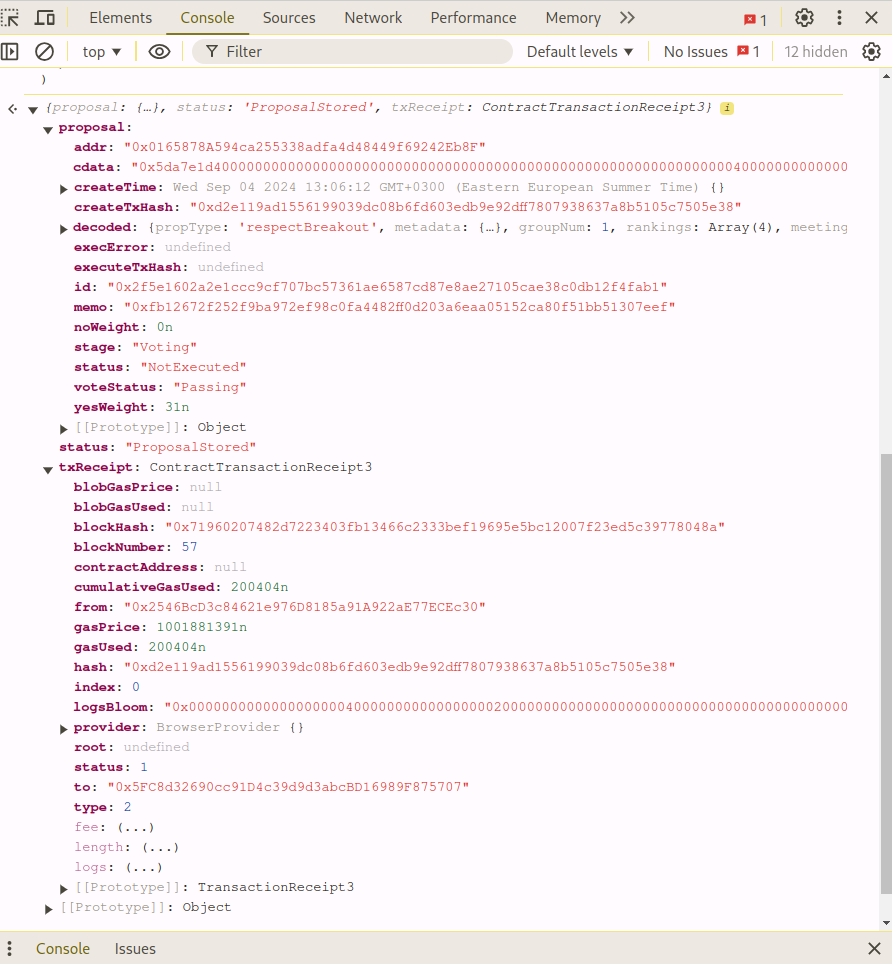 Elements Console Sources Network Performance Memory 1
top Filter Default levels No Issues 1 12 hidden
)
{proposal: {…}, status: 'ProposalStored', txReceipt: ContractTransactionReceipt3} i
proposal:
addr: "0x0165878A594ca255338adfa4d48449f69242Eb8F"
createTime: Wed Sep 04 2024 13:06:12 GMT+0300 (Eastern European Summer Time) {}
createTxHash: "0xd2e119ad1556199039dc08b6fd603edb9e92dff7807938637a8b5105c7505e38"
decoded: {propType: 'respectBreakout', metadata: {…}, groupNum: 1, rankings: Array(4), meeting
execError: undefined
executeTxHash: undefined
id: "0x2f5e1602a2e1ccc9cf707bc57361ae6587cd87e8ae27105cae38c0db12f4fab1"
memo: "0xfb12672f252f9ba972ef98c0fa4482ff0d203a6eaa05152ca80f51bb51307eef"
noWeight: 0n
stage: "Voting"
status: "NotExecuted"
voteStatus: "Passing"
yesWeight: 31n
[[Prototype]]: Object
status: "ProposalStored"
txReceipt: ContractTransactionReceipt3
blobGasPrice: null
blobGasUsed: null
blockHash: "0x71960207482d7223403fb13466c2333bef19695e5bc12007f23ed5c39778048a"
blockNumber: 57
contractAddress: null
cumulativeGasUsed: 200404n
from: "0x2546BcD3c84621e976D8185a91A922aE77ECEc30"
gasPrice: 1001881391n
gasUsed: 200404n
hash: "0xd2e119ad1556199039dc08b6fd603edb9e92dff7807938637a8b5105c7505e38"
index: 0
logsBloom:
provider: BrowserProvider {}
root: undefined
status: 1
to: "0x5FC8d32690cc91D4c39d9d3abcBD16989F875707"
type: 2
fee: (...)
length: (...)
logs: (...)
[[Prototype]]: TransactionReceipt3
[[Prototype]]: Object
Console Issues